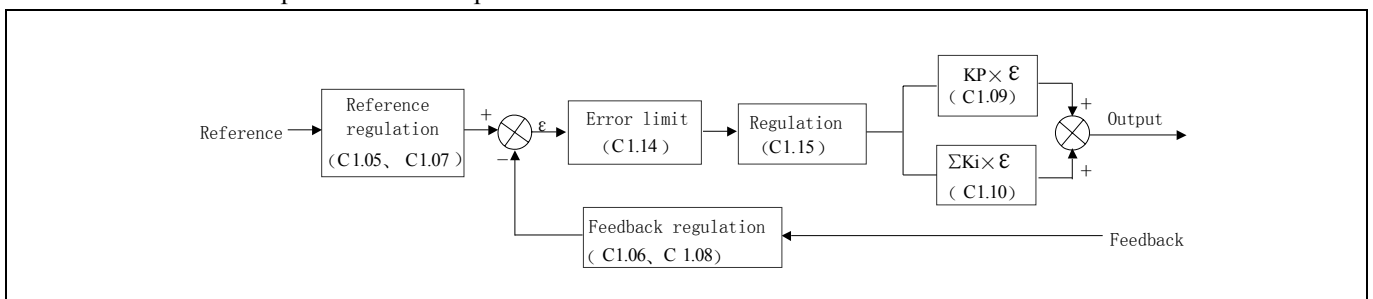 Reference
Reference
regulation
(C1.05、 C1.07)
+
−
ε
Error limit
(C1.14)
Regulation
(C1.15)
KP× ε
( C1.09)
ΣKi× ε
( C1.10)
+
+
Output
Feedback regulation
( C1.06、C 1.08)
Feedback